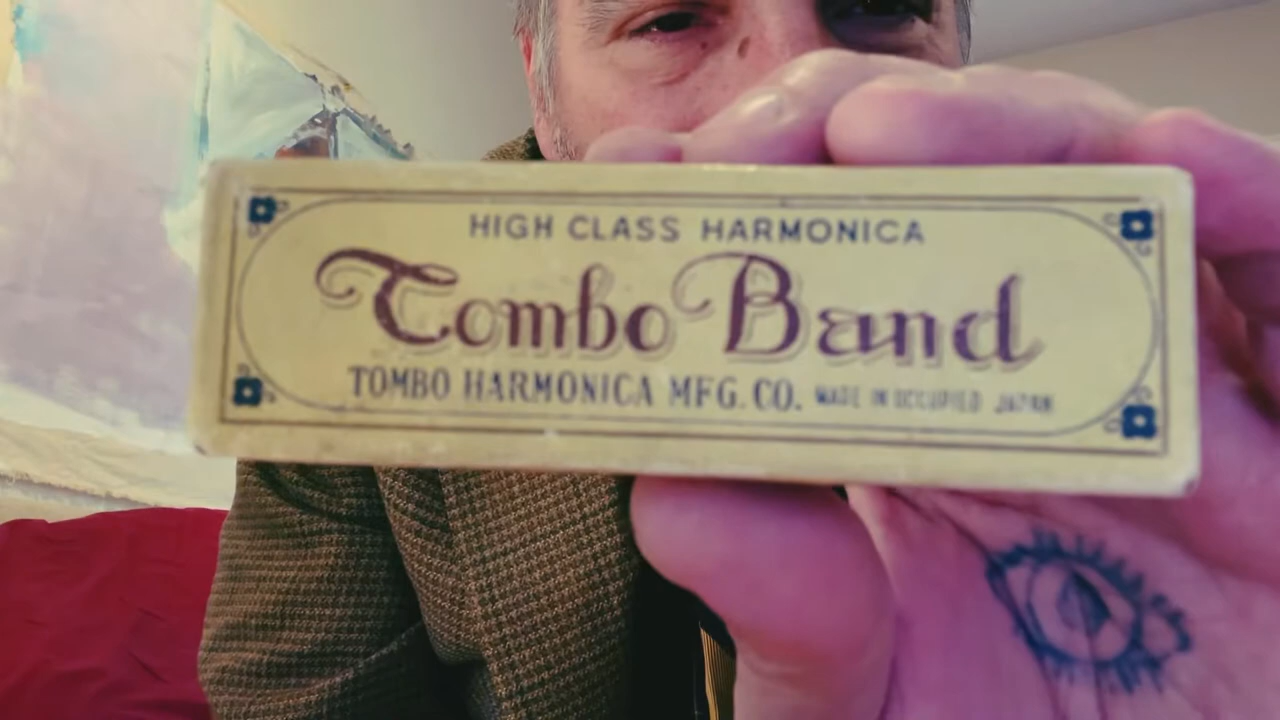 HIGH CLASS HARMONICA
Tombo Band
TOMBO HARMONICA MFG. CO. MADE IN OCCUPIED JAPAN